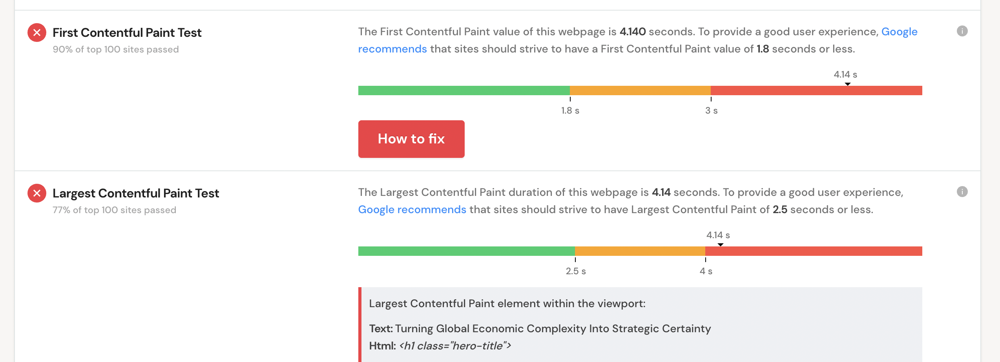 First Contentful Paint Test
90% of top 100 sites passed
The First Contentful Paint value of this webpage is 4.140 seconds. To provide a good user experience, Google
recommends that sites should strive to have a First Contentful Paint value of 1.8 seconds or less.
i
4.14 s
1.8 s
3 s
How to fix
Largest Contentful Paint Test
77% of top 100 sites passed
The Largest Contentful Paint duration of this webpage is 4.14 seconds. To provide a good user experience,
Google recommends that sites should strive to have Largest Contentful Paint of 2.5 seconds or less.
i
4.14 s
2.5 s
4 s
Largest Contentful Paint element within the viewport:
Text: Turning Global Economic Complexity Into Strategic Certainty
Html: <h1 class="hero-title">